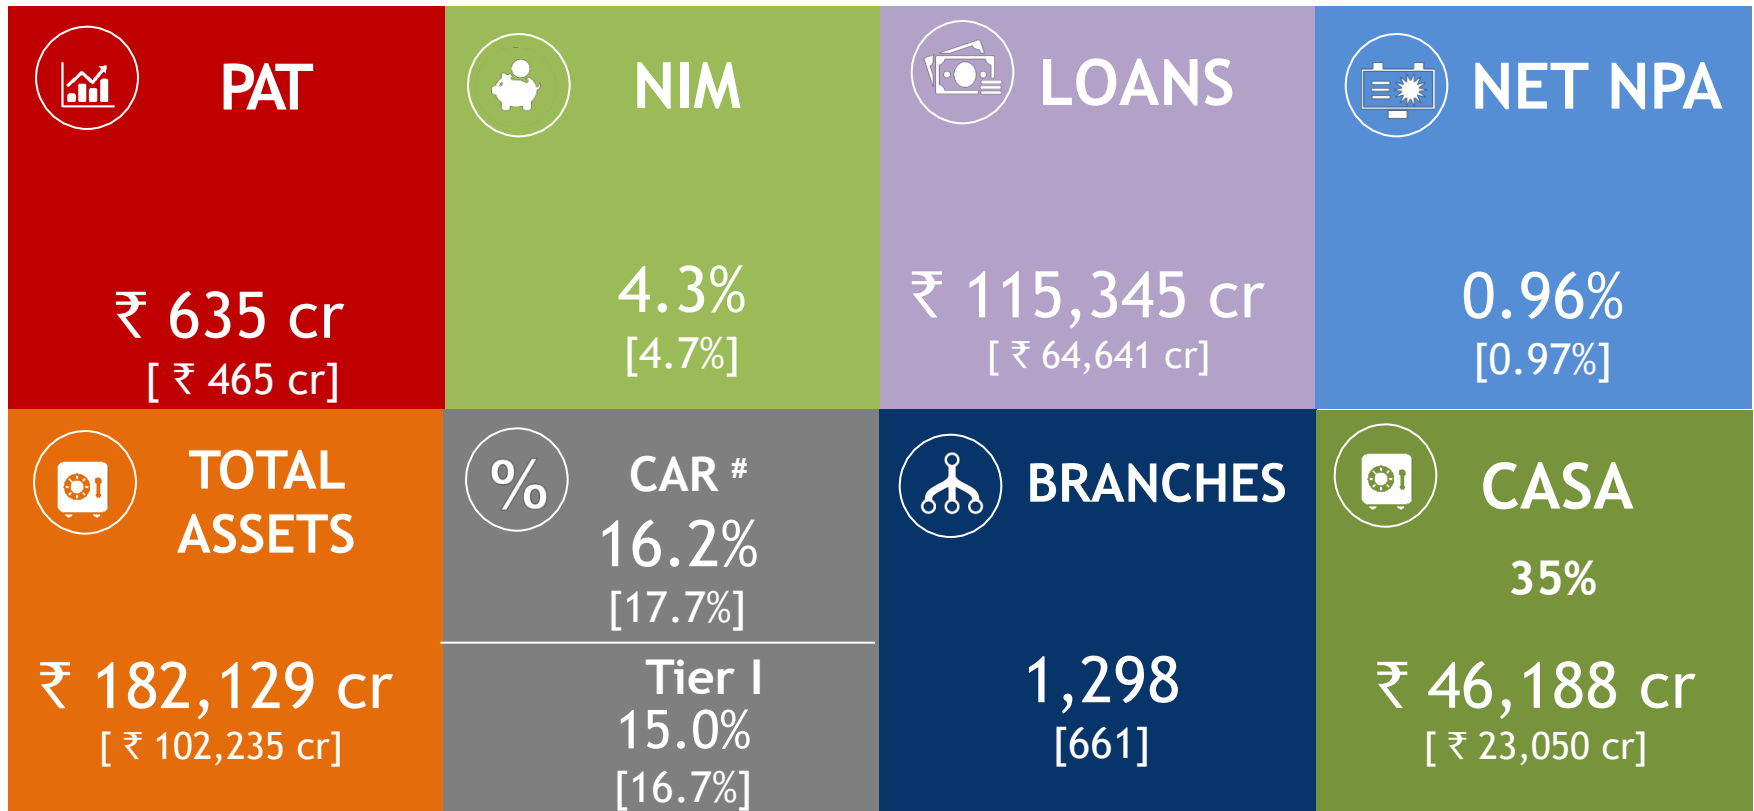 PAT
₹ 635 cr
[ ₹ 465 cr]
NIM
4.3%
[4.7%]
LOANS
₹ 115,345 cr
[ ₹ 64,641 cr]
NET NPA
0.96%
[0.97%]
TOTAL
ASSETS
₹ 182,129 cr
[ ₹ 102,235 cr]
%
CAR #
16.2%
[17.7%]
Tier I
15.0%
[16.7%]
BRANCHES
1,298
[661]
CASA
35%
₹ 46,188 cr
[ ₹ 23,050 cr]